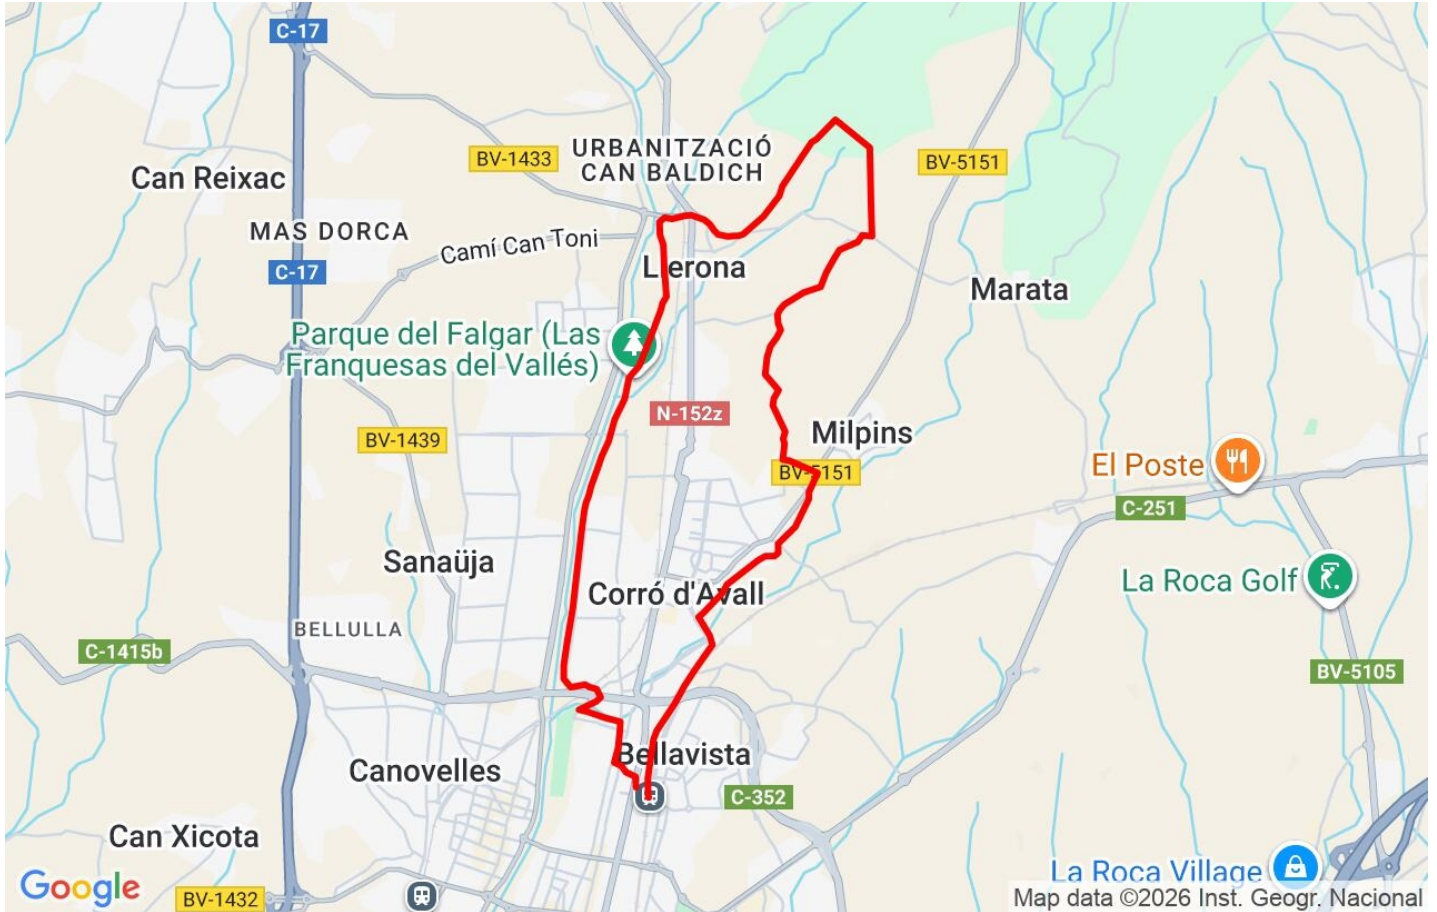 C-17
URBANITZACIÓ
CAN BALDICH
BV-1433
BV-5151
Can Reixac
MAS DORCA
Camí Can Toni
C-17
Llerona
Marata
Parque del Falgar (Las
Franquesas del Vallés)
N-152z
BV-1439
Milpins
BV-5151
El Poste
C-251
Sanaüja
Corró d'Avall
La Roca Golf
BELLULLA
C-1415b
BV-5105
Bellavista
Canovelles
C-352
Can Xicota
La Roca Village
Google
BV-1432
Map data ©2026 Inst. Geogr. Nacional